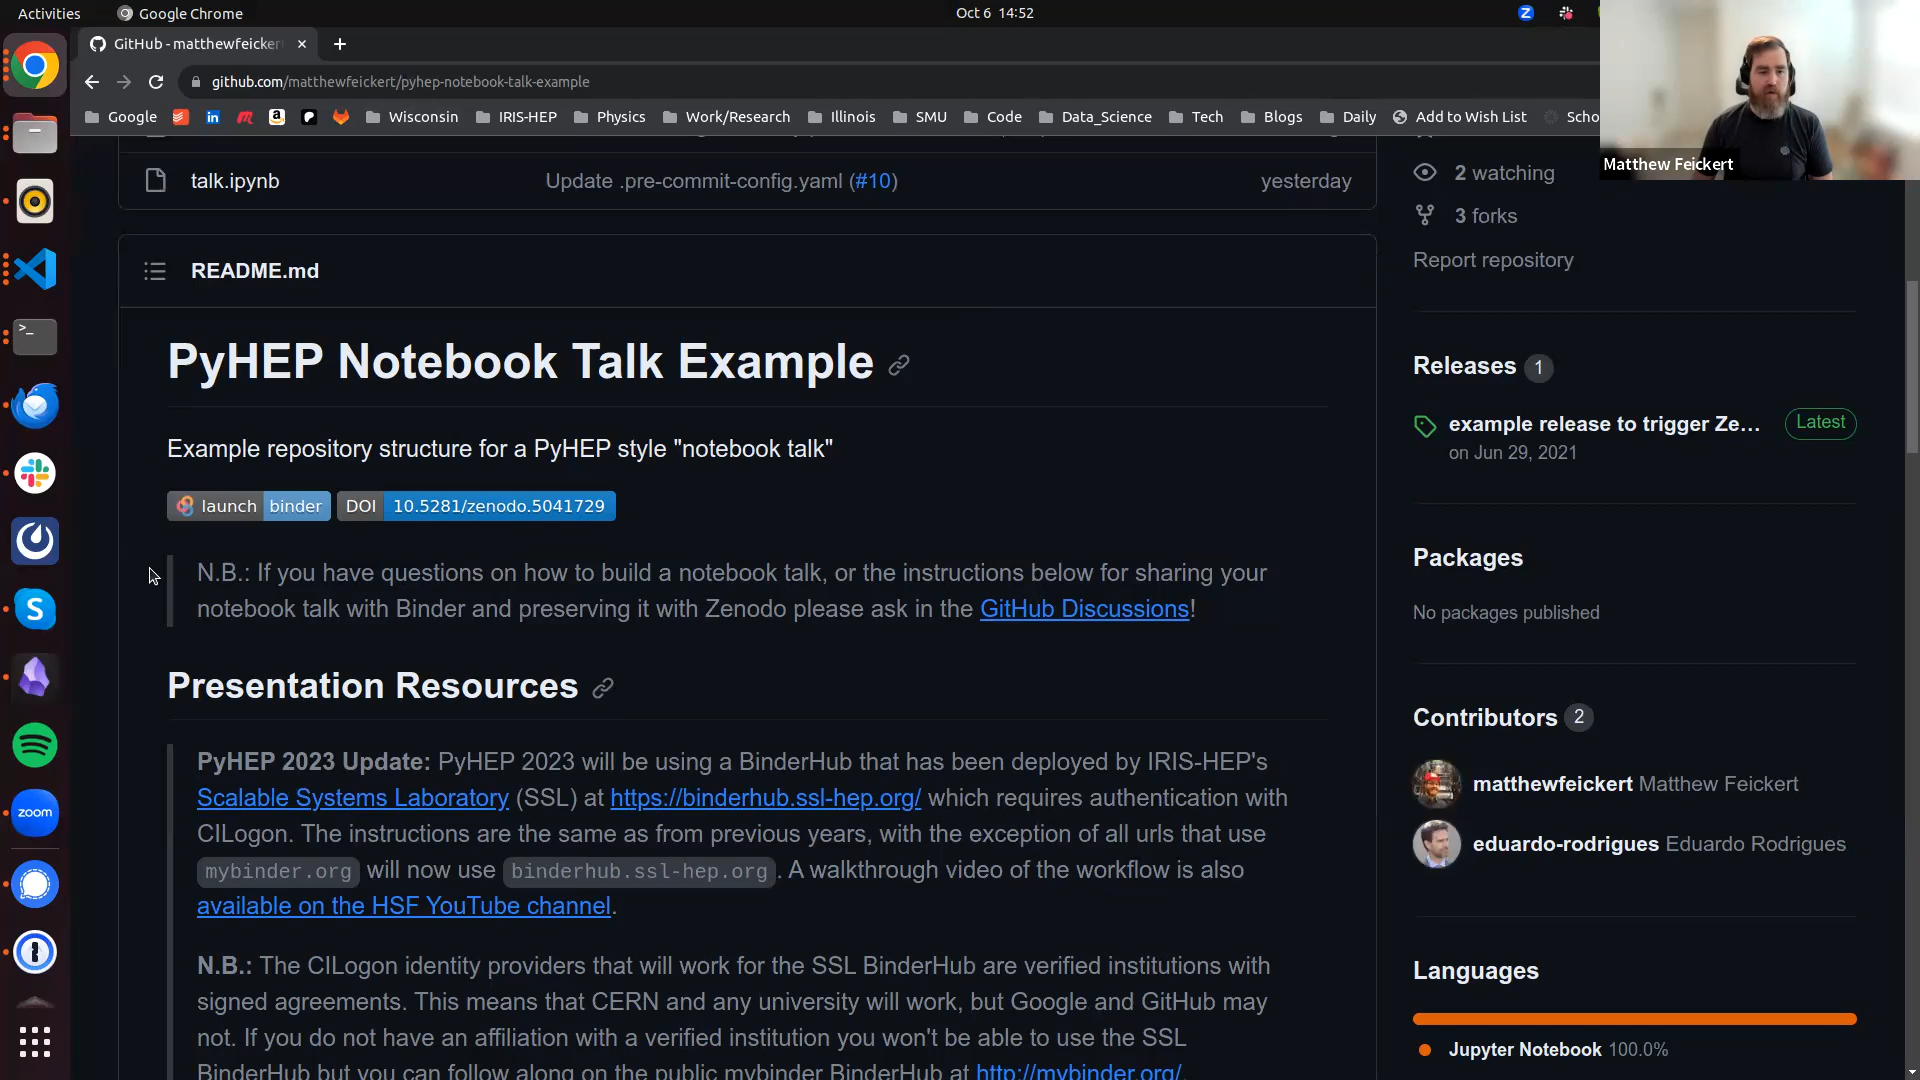 Activities
Google Chrome
Oct 6 14:52
GitHub - matthewfeicker
github.com/matthewfeickert/pyhep-notebook-talk-example
Google
Wisconsin
IRIS-HEP
Physics
Work/Research
Illinois
SMU
Code
Data_Science
Tech
Blogs
Daily
Add to Wish List
Scho
Matthew Feickert
talk.ipynb
Update .pre-commit-config.yaml (#10)
yesterday
README.md
PyHEP Notebook Talk Example
Example repository structure for a PyHEP style "notebook talk"
launch binder
DOI 10.5281/zenodo.5041729
N.B.: If you have questions on how to build a notebook talk, or the instructions below for sharing your
notebook talk with Binder and preserving it with Zenodo please ask in the GitHub Discussions!
Presentation Resources
PyHEP 2023 Update: PyHEP 2023 will be using a BinderHub that has been deployed by IRIS-HEP's
Scalable Systems Laboratory (SSL) at https://binderhub.ssl-hep.org/ which requires authentication with
CILogon. The instructions are the same as from previous years, with the exception of all urls that use
mybinder.org will now use binderhub.ssl-hep.org. A walkthrough video of the workflow is also
available on the HSF YouTube channel.
N.B.: The CILogon identity providers that will work for the SSL BinderHub are verified institutions with
signed agreements. This means that CERN and any university will work, but Google and GitHub may
not. If you do not have an affiliation with a verified institution you won't be able to use the SSL
BinderHub but you can follow along on the public mybinder BinderHub at http://mybinder.org/.
2 watching
3 forks
Report repository
Releases 1
example release to trigger Ze...
Latest
on Jun 29, 2021
Packages
No packages published
Contributors 2
matthewfeickert Matthew Feickert
eduardo-rodrigues Eduardo Rodrigues
Languages
Jupyter Notebook 100.0%
zoom